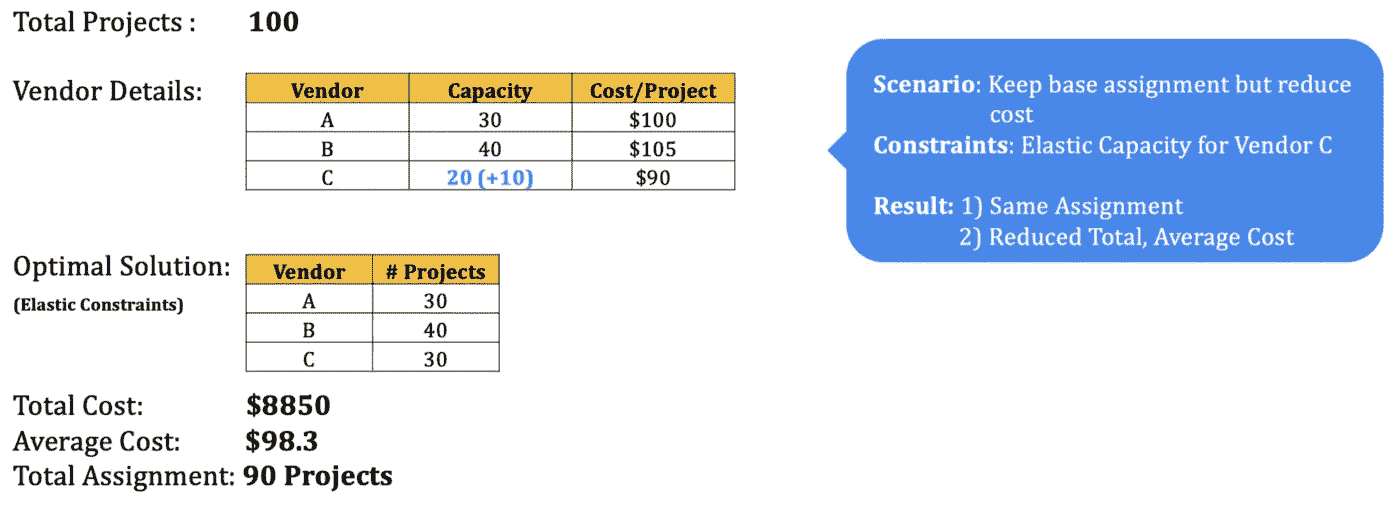 Total Projects : 100
Vendor Details:
Vendor Capacity Cost/Project
A 30 $100
B 40 $105
C 20 (+10) $90
Scenario: Keep base assignment but reduce
cost
Constraints: Elastic Capacity for Vendor C
Result: 1) Same Assignment
2) Reduced Total, Average Cost
Optimal Solution:
(Elastic Constraints)
Vendor # Projects
A 30
B 40
C 30
Total Cost: $8850
Average Cost: $98.3
Total Assignment: 90 Projects